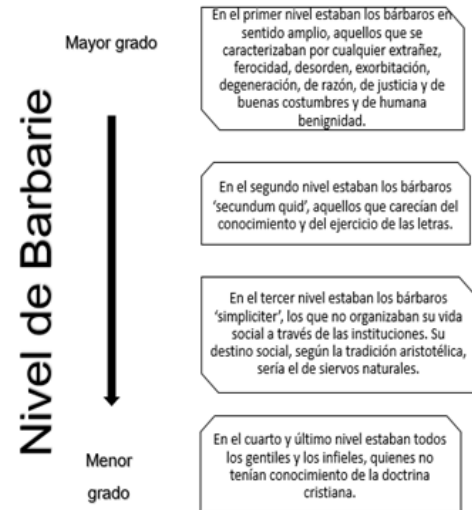 Nivel de Barbarie
Mayor grado
En el primer nivel estaban los bárbaros en
sentido amplio, aquellos que se
caracterizaban por cualquier extrañez,
ferocidad, desorden, exorbitación,
degeneración, de razón, de justicia y de
buenas costumbres y de humana
benignidad.
En el segundo nivel estaban los bárbaros
‘secundum quid’, aquellos que carecían del
conocimiento y del ejercicio de las letras.
En el tercer nivel estaban los bárbaros
‘simpliciter’, los que no organizaban su vida
social a través de las instituciones. Su
destino social, según la tradición aristotélica,
sería el de siervos naturales.
En el cuarto y último nivel estaban todos
los gentiles y los infieles, quienes no
tenían conocimiento de la doctrina
cristiana.
Menor
grado